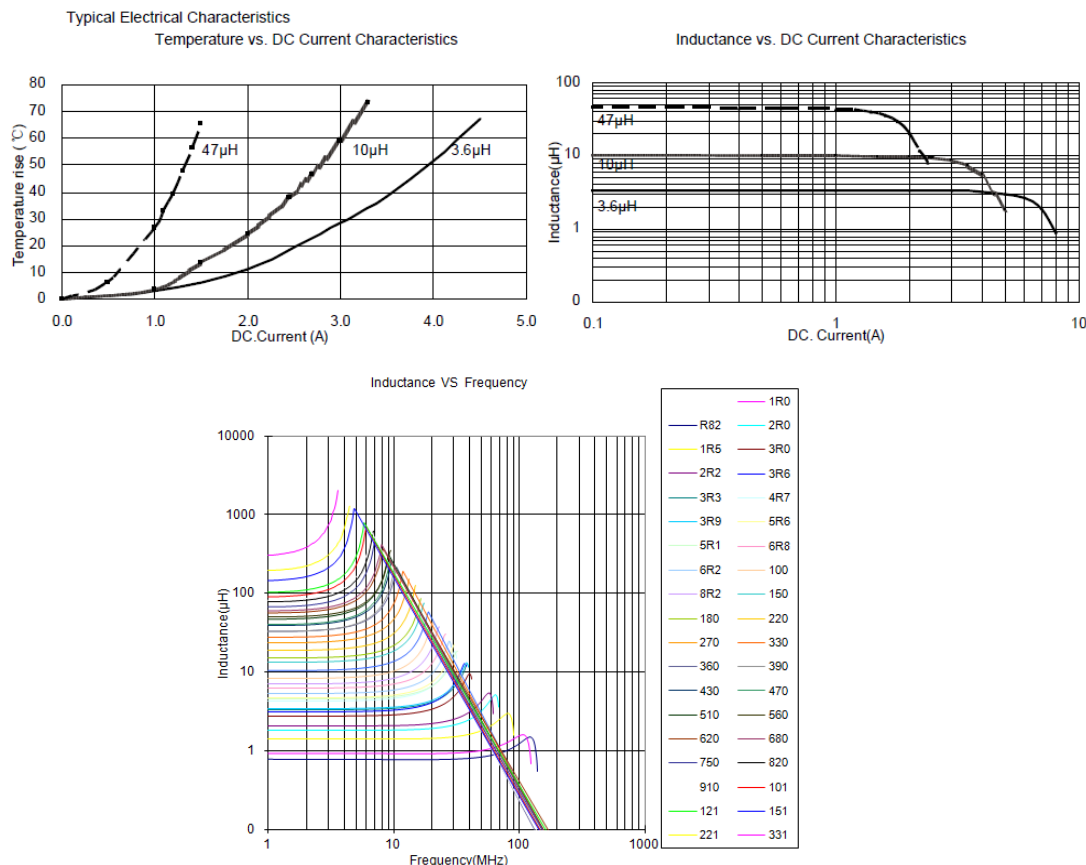 Typical Electrical Characteristics
Temperature vs. DC Current Characteristics
80
70
60
50
40
30
20
10
0
Temperature rise (℃)
47μH
10μH
3.6μH
0.0 1.0 2.0 3.0 4.0 5.0
DC.Current (A)
Inductance vs. DC Current Characteristics
100
10
1
0
Inductance(μH)
47μH
10μH
3.6μH
0.1 1 10
DC. Current(A)
Inductance VS Frequency
10000
1000
100
10
1
0
Inductance(μH)
1 10 100 1000
Frequency(MHz)
1R0
R82 2R0
1R5 3R0
2R2 3R6
3R3 4R7
3R9 5R6
5R1 6R8
6R2 100
8R2 150
180 220
270 330
360 390
430 470
510 560
620 680
750 820
910 101
121 151
221 331